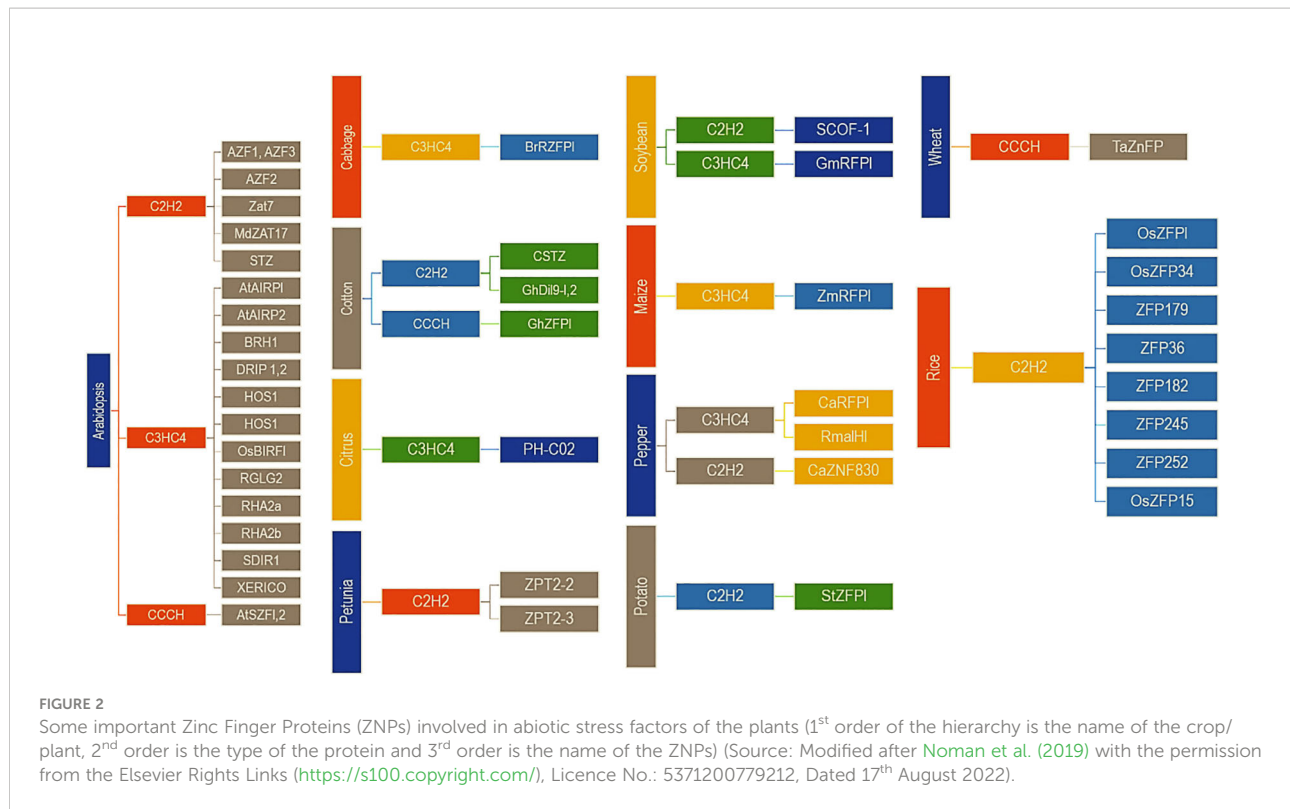 Arabidopsis
C2H2
AZF1, AZF3
AZF2
Zat7
MdZAT17
STZ
C3HC4
AtAIRPI
AtAIRP2
BRH1
DRIP 1,2
HOS1
HOS1
OsBIRFI
RGLG2
RHA2a
RHA2b
SDIR1
XERICO
CCCH
AtSZFI,2
Cabbage
C3HC4
BrRZFPI
Cotton
C2H2
CSTZ
GhDil9-I,2
CCCH
GhZFPI
Citrus
C3HC4
PH-C02
Petunia
C2H2
ZPT2-2
ZPT2-3
Soybean
C2H2
SCOF-1
C3HC4
GmRFPI
Maize
C3HC4
ZmRFPI
Pepper
C3HC4
CaRFPI
RmalHI
C2H2
CaZNF830
Potato
C2H2
StZFPI
Wheat
CCCH
TaZnFP
Rice
C2H2
OsZFPI
OsZFP34
ZFP179
ZFP36
ZFP182
ZFP245
ZFP252
OsZFP15
FIGURE 2
Some important Zinc Finger Proteins (ZNPs) involved in abiotic stress factors of the plants (1st order of the hierarchy is the name of the crop/
plant, 2nd order is the type of the protein and 3rd order is the name of the ZNPs) (Source: Modified after Noman et al. (2019) with the permission
from the Elsevier Rights Links (https://s100.copyright.com/), Licence No.: 5371200779212, Dated 17th August 2022).